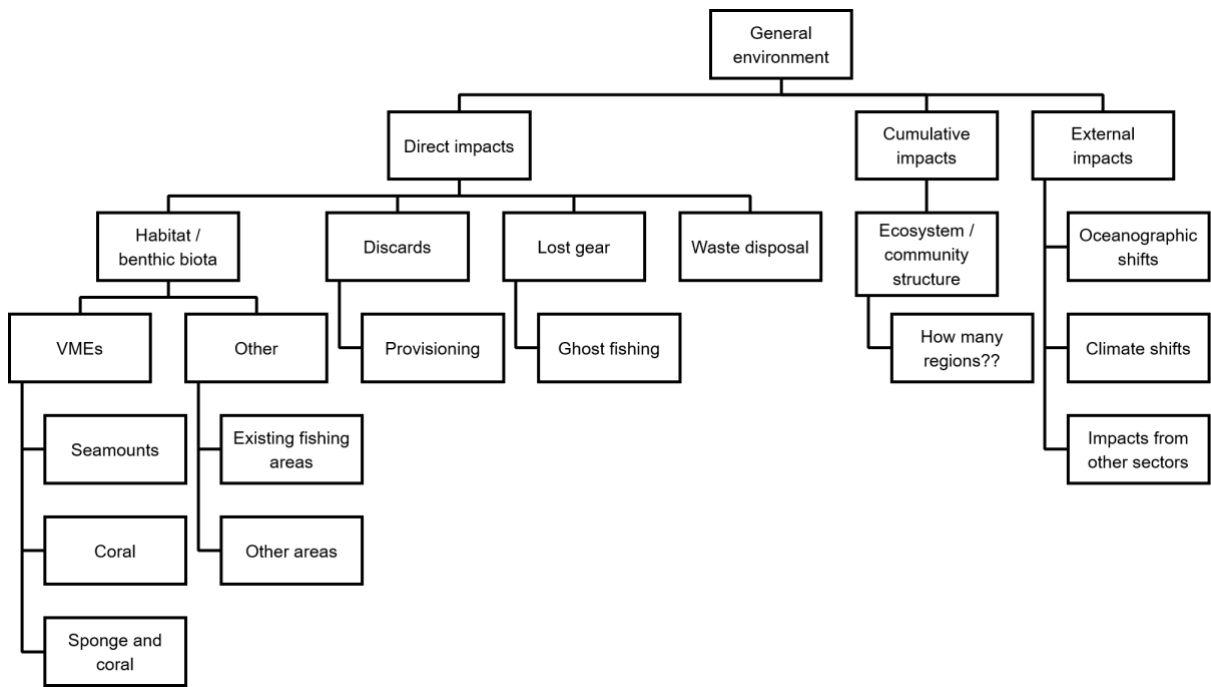 General
environment
Direct impacts
Cumulative
impacts
External
impacts
Habitat /
benthic biota
Discards
Lost gear
Waste disposal
Ecosystem /
community
structure
Oceanographic
shifts
VMEs
Other
Provisioning
Ghost fishing
How many
regions??
Climate shifts
Seamounts
Existing fishing
areas
Impacts from
other sectors
Coral
Other areas
Sponge and
coral